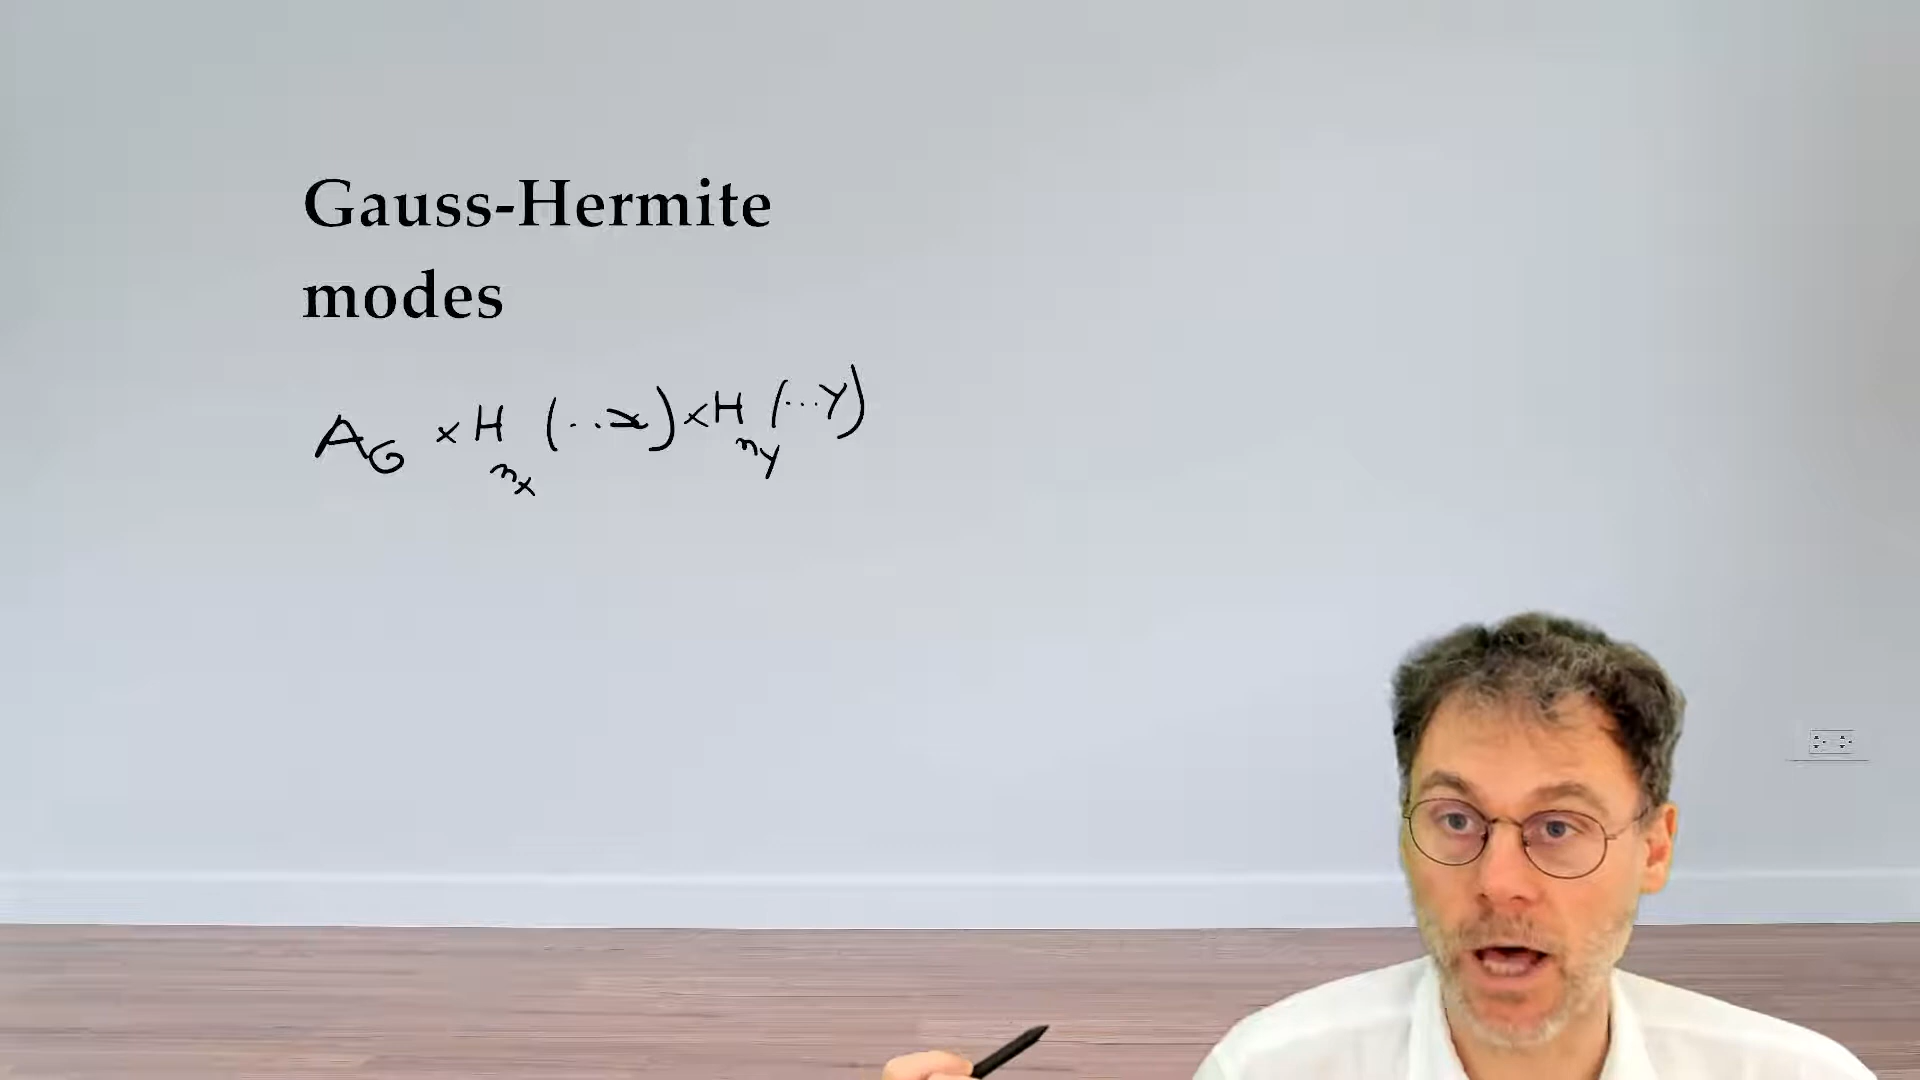 Gauss-Hermite
modes
A_G × H_{n_x} (...x) × H_{n_y} (...y)